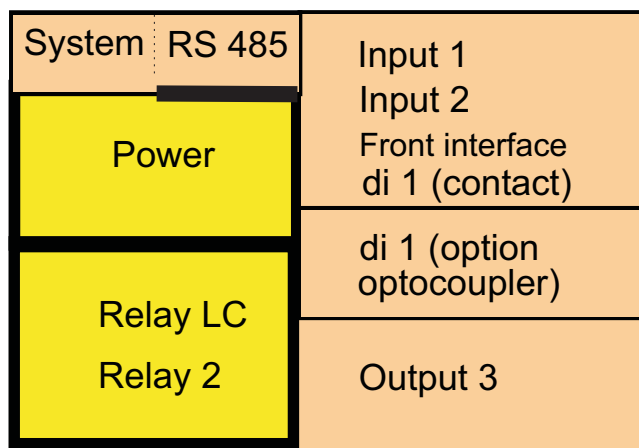 System RS 485
Power
Relay LC
Relay 2
Input 1
Input 2
Front interface
di 1 (contact)
di 1 (option
optocoupler)
Output 3